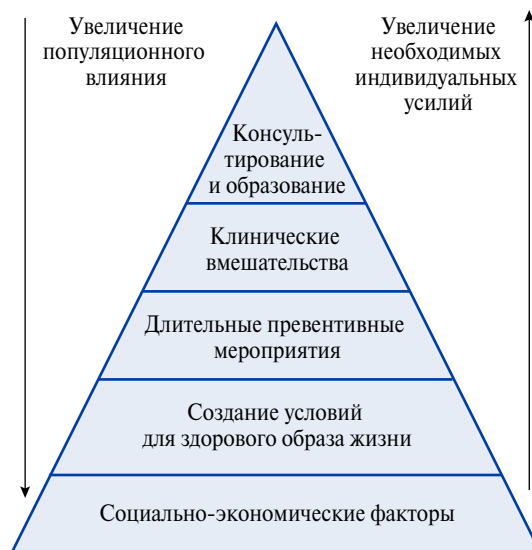 Увеличение
популяционного
влияния
Увеличение
необходимых
индивидуальных
усилий
Консуль-
тирование
и образование
Клинические
вмешательства
Длительные превентивные
мероприятия
Создание условий
для здорового образа жизни
Социально-экономические факторы